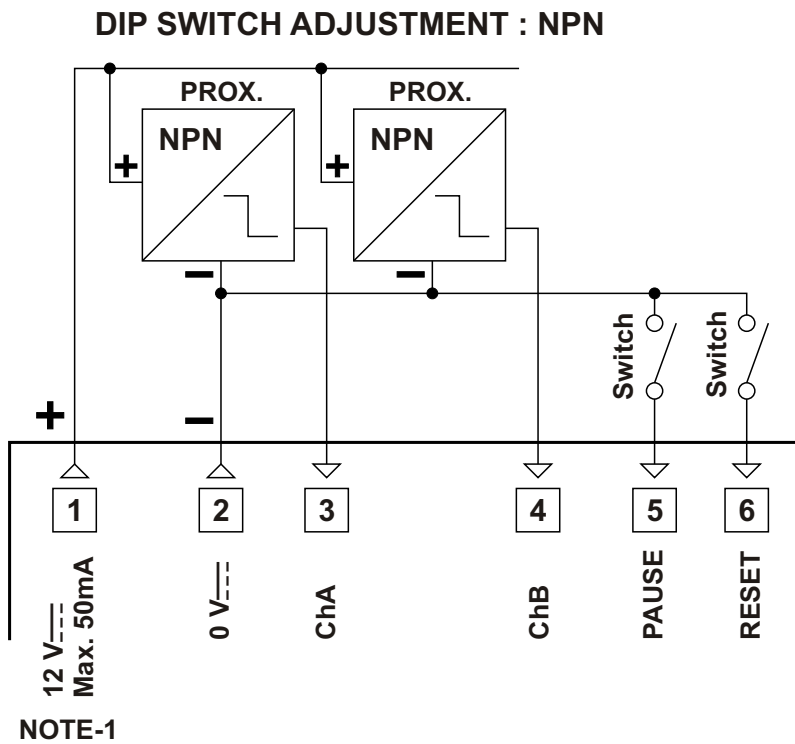 DIP SWITCH ADJUSTMENT : NPN
PROX.
PROX.
NPN
NPN
+
+
−
−
Switch
Switch
+
−
1
2
3
4
5
6
12 V⎓
Max. 50mA
0 V⎓
ChA
ChB
PAUSE
RESET
NOTE-1